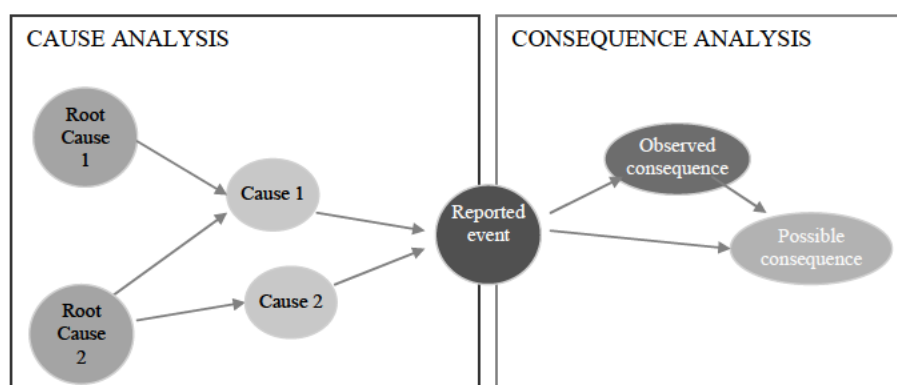 CAUSE ANALYSIS
CONSEQUENCE ANALYSIS
Root
Cause
1
Cause 1
Root
Cause
2
Cause 2
Reported
event
Observed
consequence
Possible
consequence